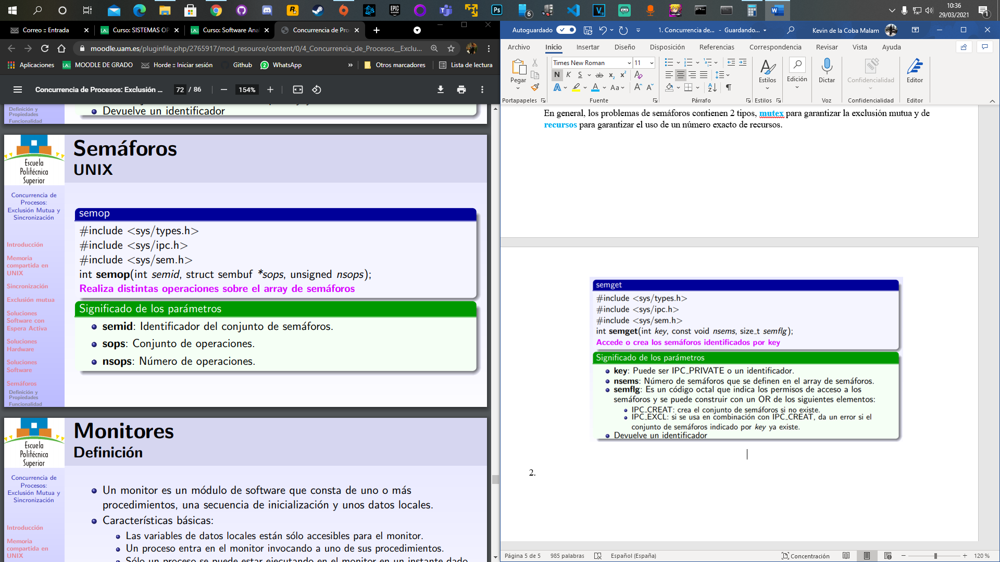 10:36
29/03/2021
Correo :: Entrada
Curso: SISTEMAS OP
Curso: Software Ana
Concurrencia de Pro
moodle.uam.es/pluginfile.php/2765917/mod_resource/content/0/4_Concurrencia_de_Procesos__Exclu...
Aplicaciones
MOODLE DE GRADO
Horde :: Iniciar sesión
Github
WhatsApp
»
Otros marcadores
Lista de lectura
Concurrencia de Procesos: Exclusión ...
72 / 86
154%
Definición y
Propiedades
Funcionalidad
Devuelve un identificador
Escuela
Politécnica
Superior
Semáforos
UNIX
Concurrencia de
Procesos:
Exclusión Mutua y
Sincronización
Introducción
Memoria
compartida en
UNIX
Sincronización
Exclusión mutua
Soluciones
Software con
Espera Activa
Soluciones
Hardware
Soluciones
Software
Semáforos
Definición y
Propiedades
Funcionalidad
semop
#include <sys/types.h>
#include <sys/ipc.h>
#include <sys/sem.h>
int semop(int semid, struct sembuf *sops, unsigned nsops);
Realiza distintas operaciones sobre el array de semáforos
Significado de los parámetros
semid: Identificador del conjunto de semáforos.
sops: Conjunto de operaciones.
nsops: Número de operaciones.
Escuela
Politécnica
Superior
Monitores
Definición
Concurrencia de
Procesos:
Exclusión Mutua y
Sincronización
Introducción
Memoria
compartida en
UNIX
Un monitor es un módulo de software que consta de uno o más
procedimientos, una secuencia de inicialización y unos datos locales.
Características básicas:
Las variables de datos locales están sólo accesibles para el monitor.
Un proceso entra en el monitor invocando a uno de sus procedimientos.
Sólo un proceso se puede estar ejecutando en el monitor en un instante dado
Autoguardado
1. Concurrencia de... - Guardando...
Kevin de la Coba Malam
Archivo
Inicio
Insertar
Diseño
Disposición
Referencias
Correspondencia
Revisar
Vista
Ayuda
Pegar
Portapapeles
Times New Roman
11
N K S ab x₂ x²
A A Aa A A
Fuente
Párrafo
Estilos
Estilos
Edición
Dictar
Voz
Confidencialidad
Confidencialidad
Editor
Editor
En general, los problemas de semáforos contienen 2 tipos, mutex para garantizar la exclusión mutua y de
recursos para garantizar el uso de un número exacto de recursos.
semget
#include <sys/types.h>
#include <sys/ipc.h>
#include <sys/sem.h>
int semget(int key, const void nsems, size_t semflg);
Accede o crea los semáforos identificados por key
Significado de los parámetros
key: Puede ser IPC_PRIVATE o un identificador.
nsems: Número de semáforos que se definen en el array de semáforos.
semflg: Es un código octal que indica los permisos de acceso a los
semáforos y se puede construir con un OR de los siguientes elementos:
IPC_CREAT: crea el conjunto de semáforos si no existe.
IPC_EXCL: si se usa en combinación con IPC_CREAT, da un error si el
conjunto de semáforos indicado por key ya existe.
Devuelve un identificador
2.
Página 5 de 5
985 palabras
Español (España)
Concentración
120 %